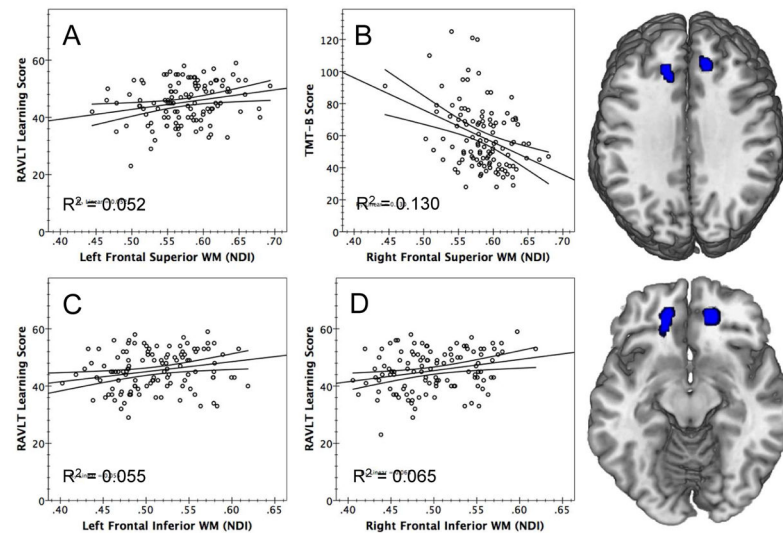 A
RAVLT Learning Score
60
40
20
0
R² = 0.052
.40 .45 .50 .55 .60 .65 .70
Left Frontal Superior WM (NDI)
B
TMT-B Score
120
100
80
60
40
20
0
R² = 0.130
.40 .45 .50 .55 .60 .65 .70
Right Frontal Superior WM (NDI)
C
RAVLT Learning Score
60
40
20
0
R² = 0.055
.40 .45 .50 .55 .60 .65
Left Frontal Inferior WM (NDI)
D
RAVLT Learning Score
60
40
20
0
R² = 0.065
.40 .45 .50 .55 .60 .65
Right Frontal Inferior WM (NDI)